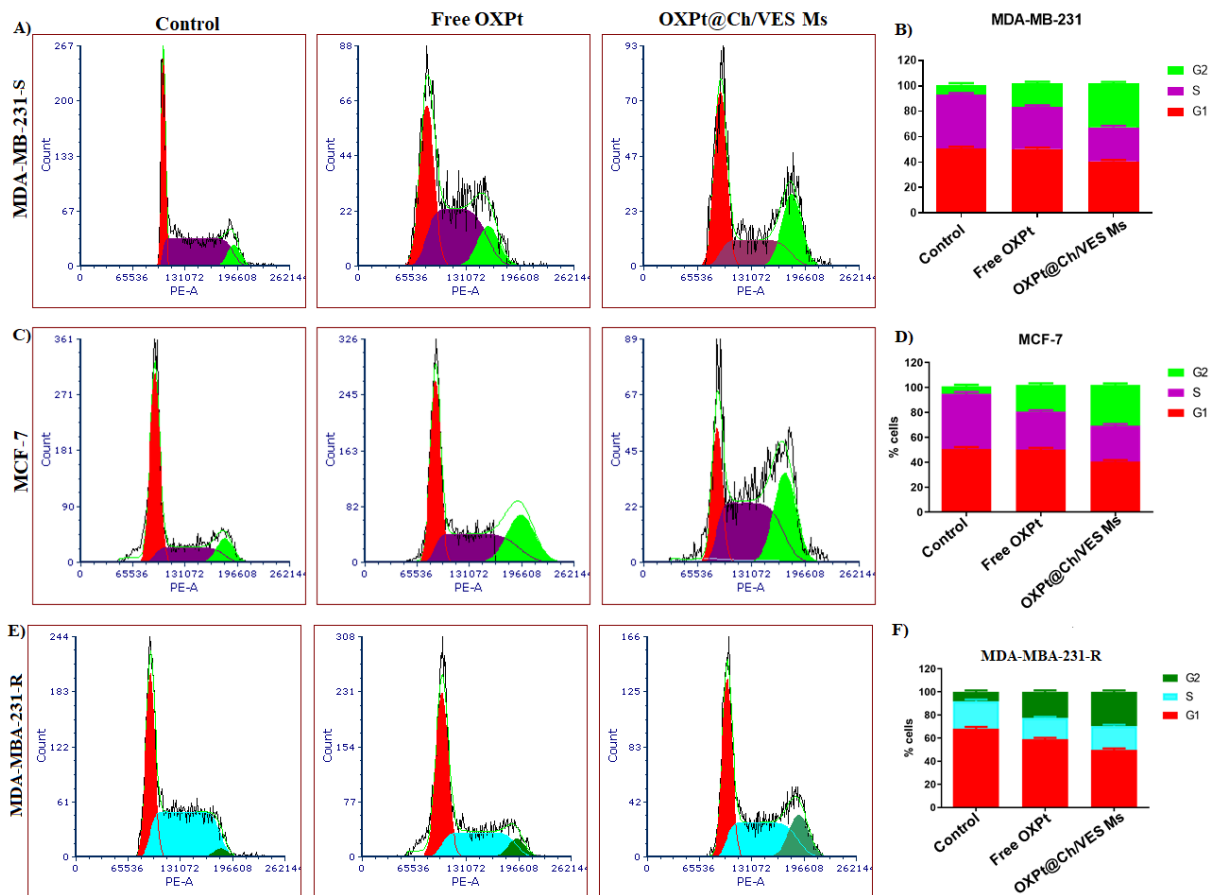 Control
Free OXPt
OXPt@Ch/VES Ms
A)
MDA-MB-231-S
267
200
133
67
0
Count
0 65536 131072 196608 262144
PE-A
88
66
44
22
0
Count
0 65536 131072 196608 262144
PE-A
93
70
47
23
0
Count
0 65536 131072 196608 262144
PE-A
B)
MDA-MB-231
120
100
80
60
40
20
0
G2
S
G1
Control
Free OXPt
OXPt@Ch/VES Ms
C)
MCF-7
361
271
181
90
0
Count
0 65536 131072 196608 262144
PE-A
326
245
163
82
0
Count
0 65536 131072 196608 262144
PE-A
89
67
45
22
0
Count
0 65536 131072 196608 262144
PE-A
D)
MCF-7
% cells
120
100
80
60
40
20
0
G2
S
G1
Control
Free OXPt
OXPt@Ch/VES Ms
E)
MDA-MBA-231-R
244
183
122
61
0
Count
0 65536 131072 196608 262144
PE-A
308
231
154
77
0
Count
0 65536 131072 196608 262144
PE-A
166
125
83
42
0
Count
0 65536 131072 196608 262144
PE-A
F)
MDA-MBA-231-R
% cells
120
100
80
60
40
20
0
G2
S
G1
Control
Free OXPt
OXPt@Ch/VES Ms